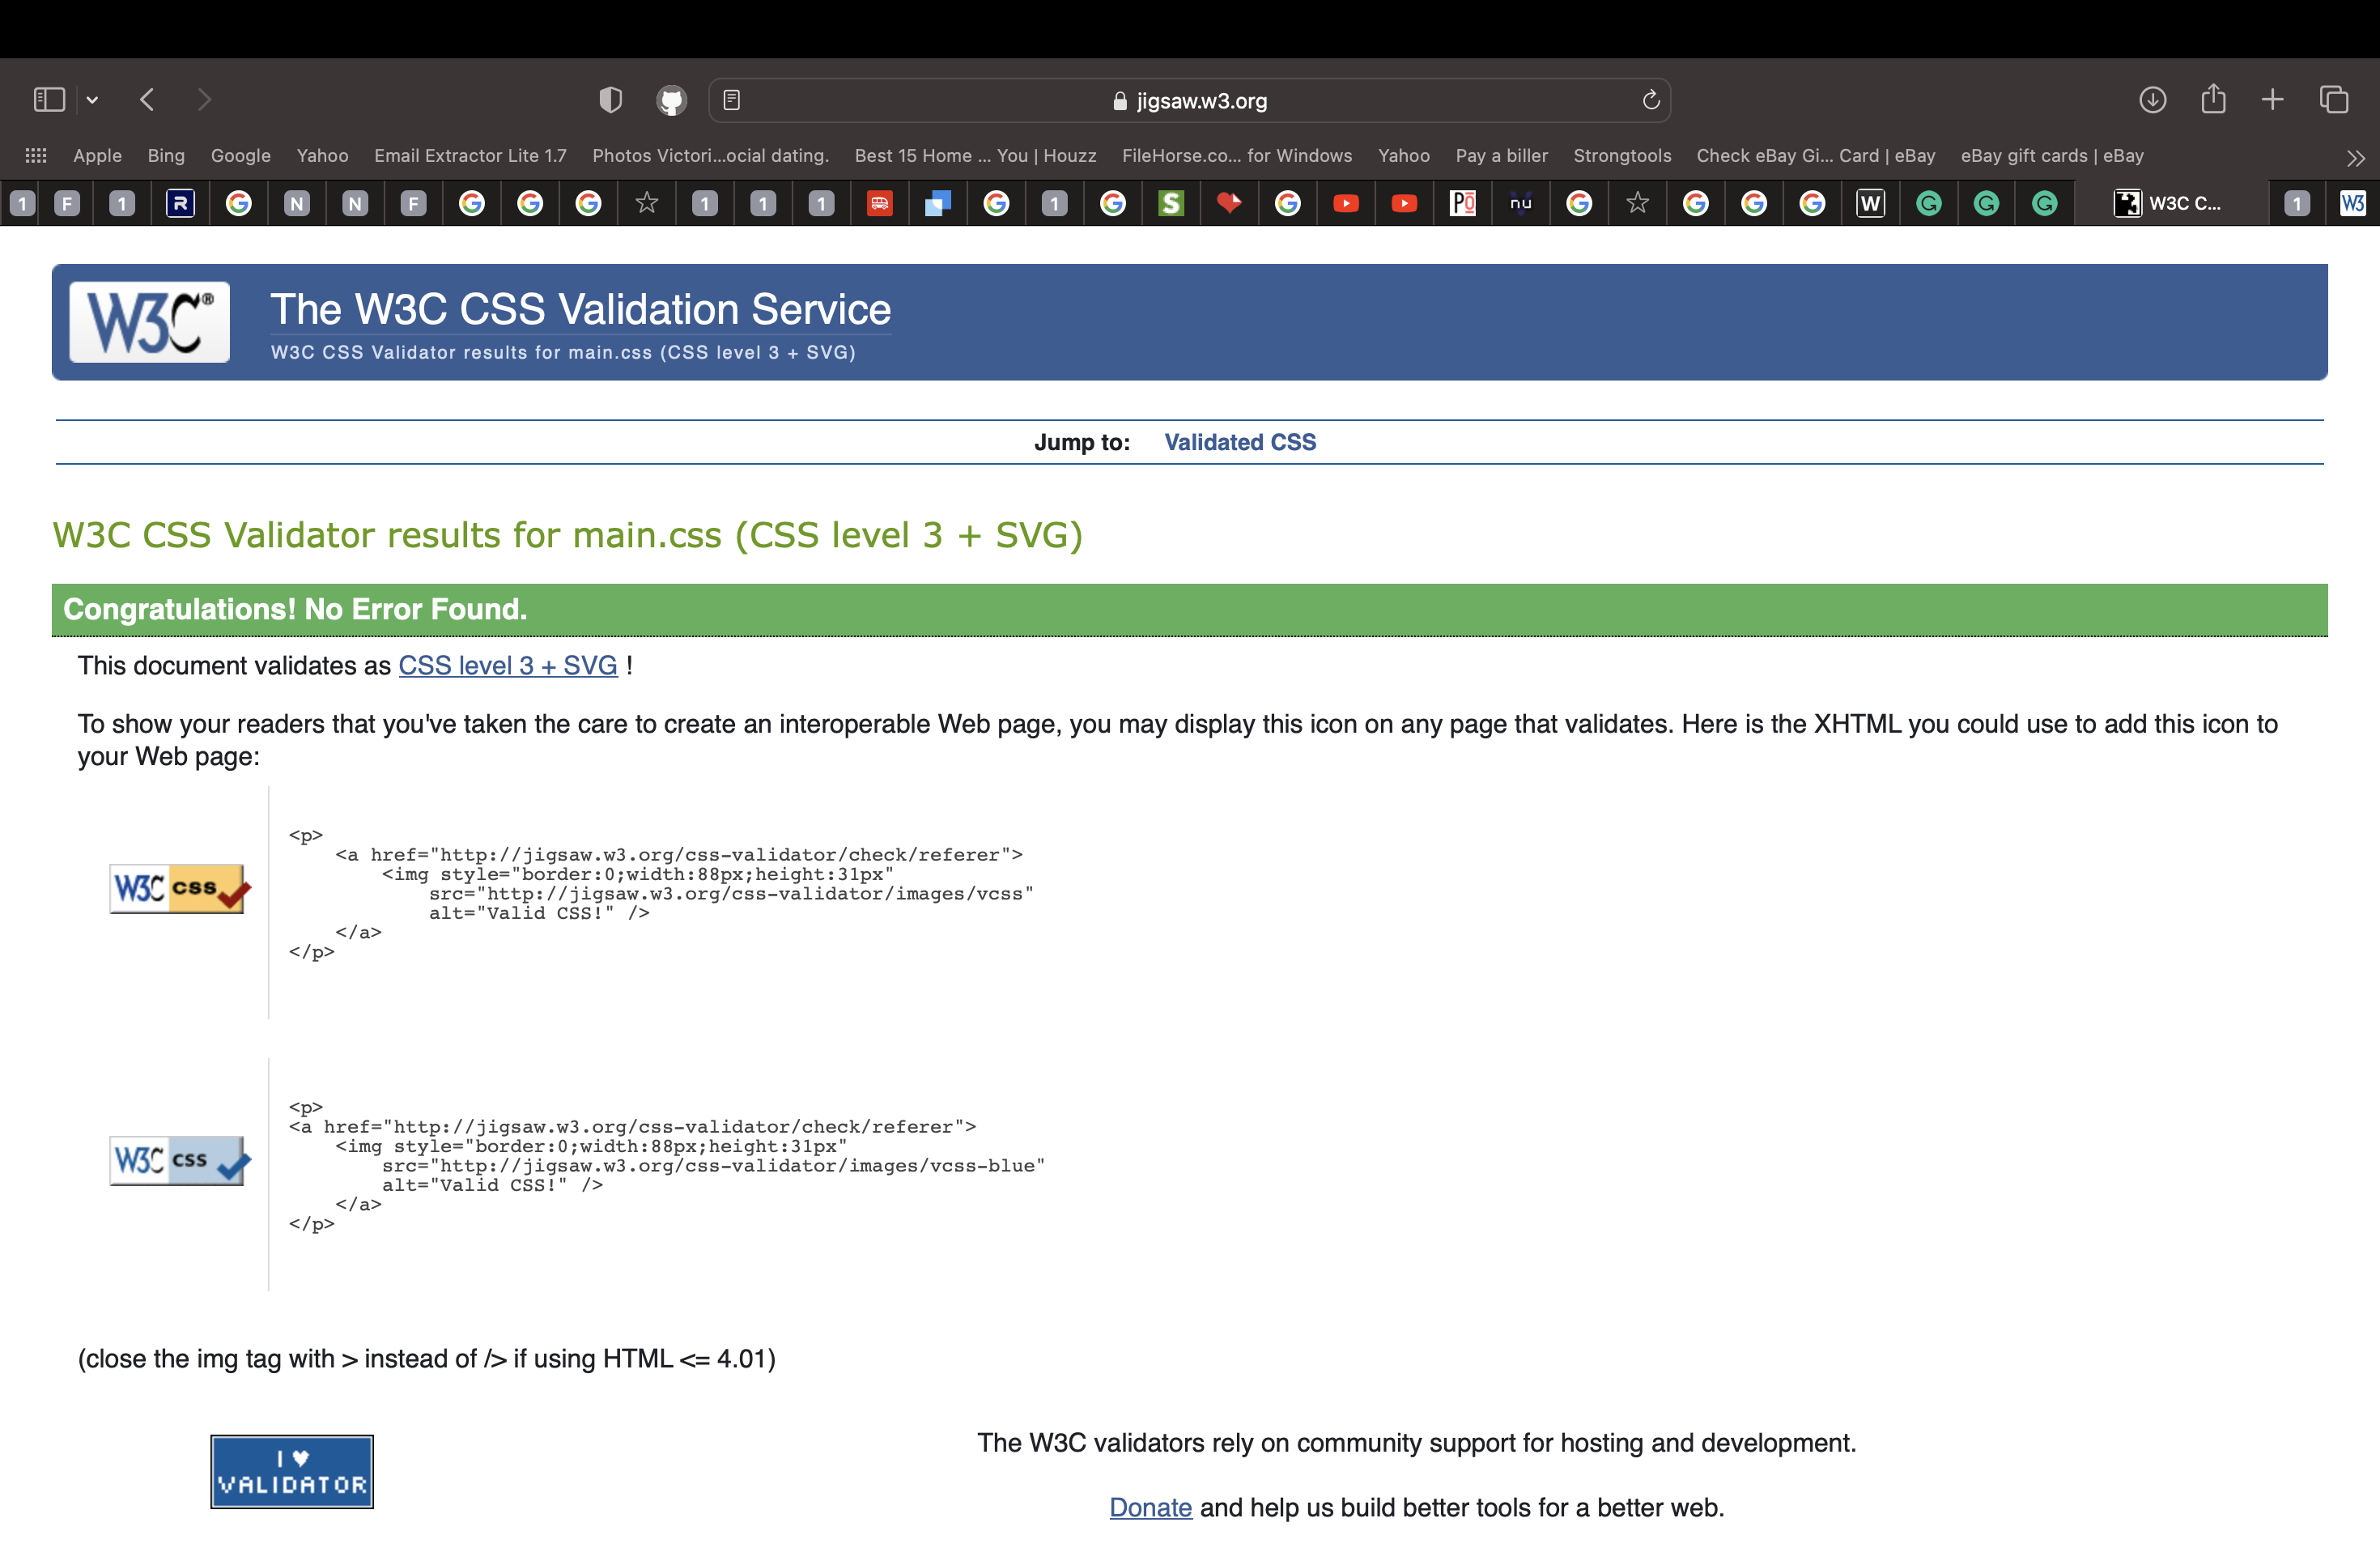 jigsaw.w3.org
Apple Bing Google Yahoo Email Extractor Lite 1.7 Photos Victori...ocial dating. Best 15 Home ... You | Houzz FileHorse.co... for Windows Yahoo Pay a biller Strongtools Check eBay Gi... Card | eBay eBay gift cards | eBay
1 F 1 R G N N F G G G 1 1 1 G 1 G S G PO nu G G G G W G G G W3C C... 1 W3
W3C® The W3C CSS Validation Service
W3C CSS Validator results for main.css (CSS level 3 + SVG)
Jump to: Validated CSS
W3C CSS Validator results for main.css (CSS level 3 + SVG)
Congratulations! No Error Found.
This document validates as CSS level 3 + SVG !
To show your readers that you've taken the care to create an interoperable Web page, you may display this icon on any page that validates. Here is the XHTML you could use to add this icon to
your Web page:
W3C css
<p>
<a href="http://jigsaw.w3.org/css-validator/check/referer">
<img style="border:0;width:88px;height:31px"
src="http://jigsaw.w3.org/css-validator/images/vcss"
alt="Valid CSS!" />
</a>
</p>
W3C css
<p>
<a href="http://jigsaw.w3.org/css-validator/check/referer">
<img style="border:0;width:88px;height:31px"
src="http://jigsaw.w3.org/css-validator/images/vcss-blue"
alt="Valid CSS!" />
</a>
</p>
(close the img tag with > instead of /> if using HTML <= 4.01)
I ♥
VALIDATOR
The W3C validators rely on community support for hosting and development.
Donate and help us build better tools for a better web.